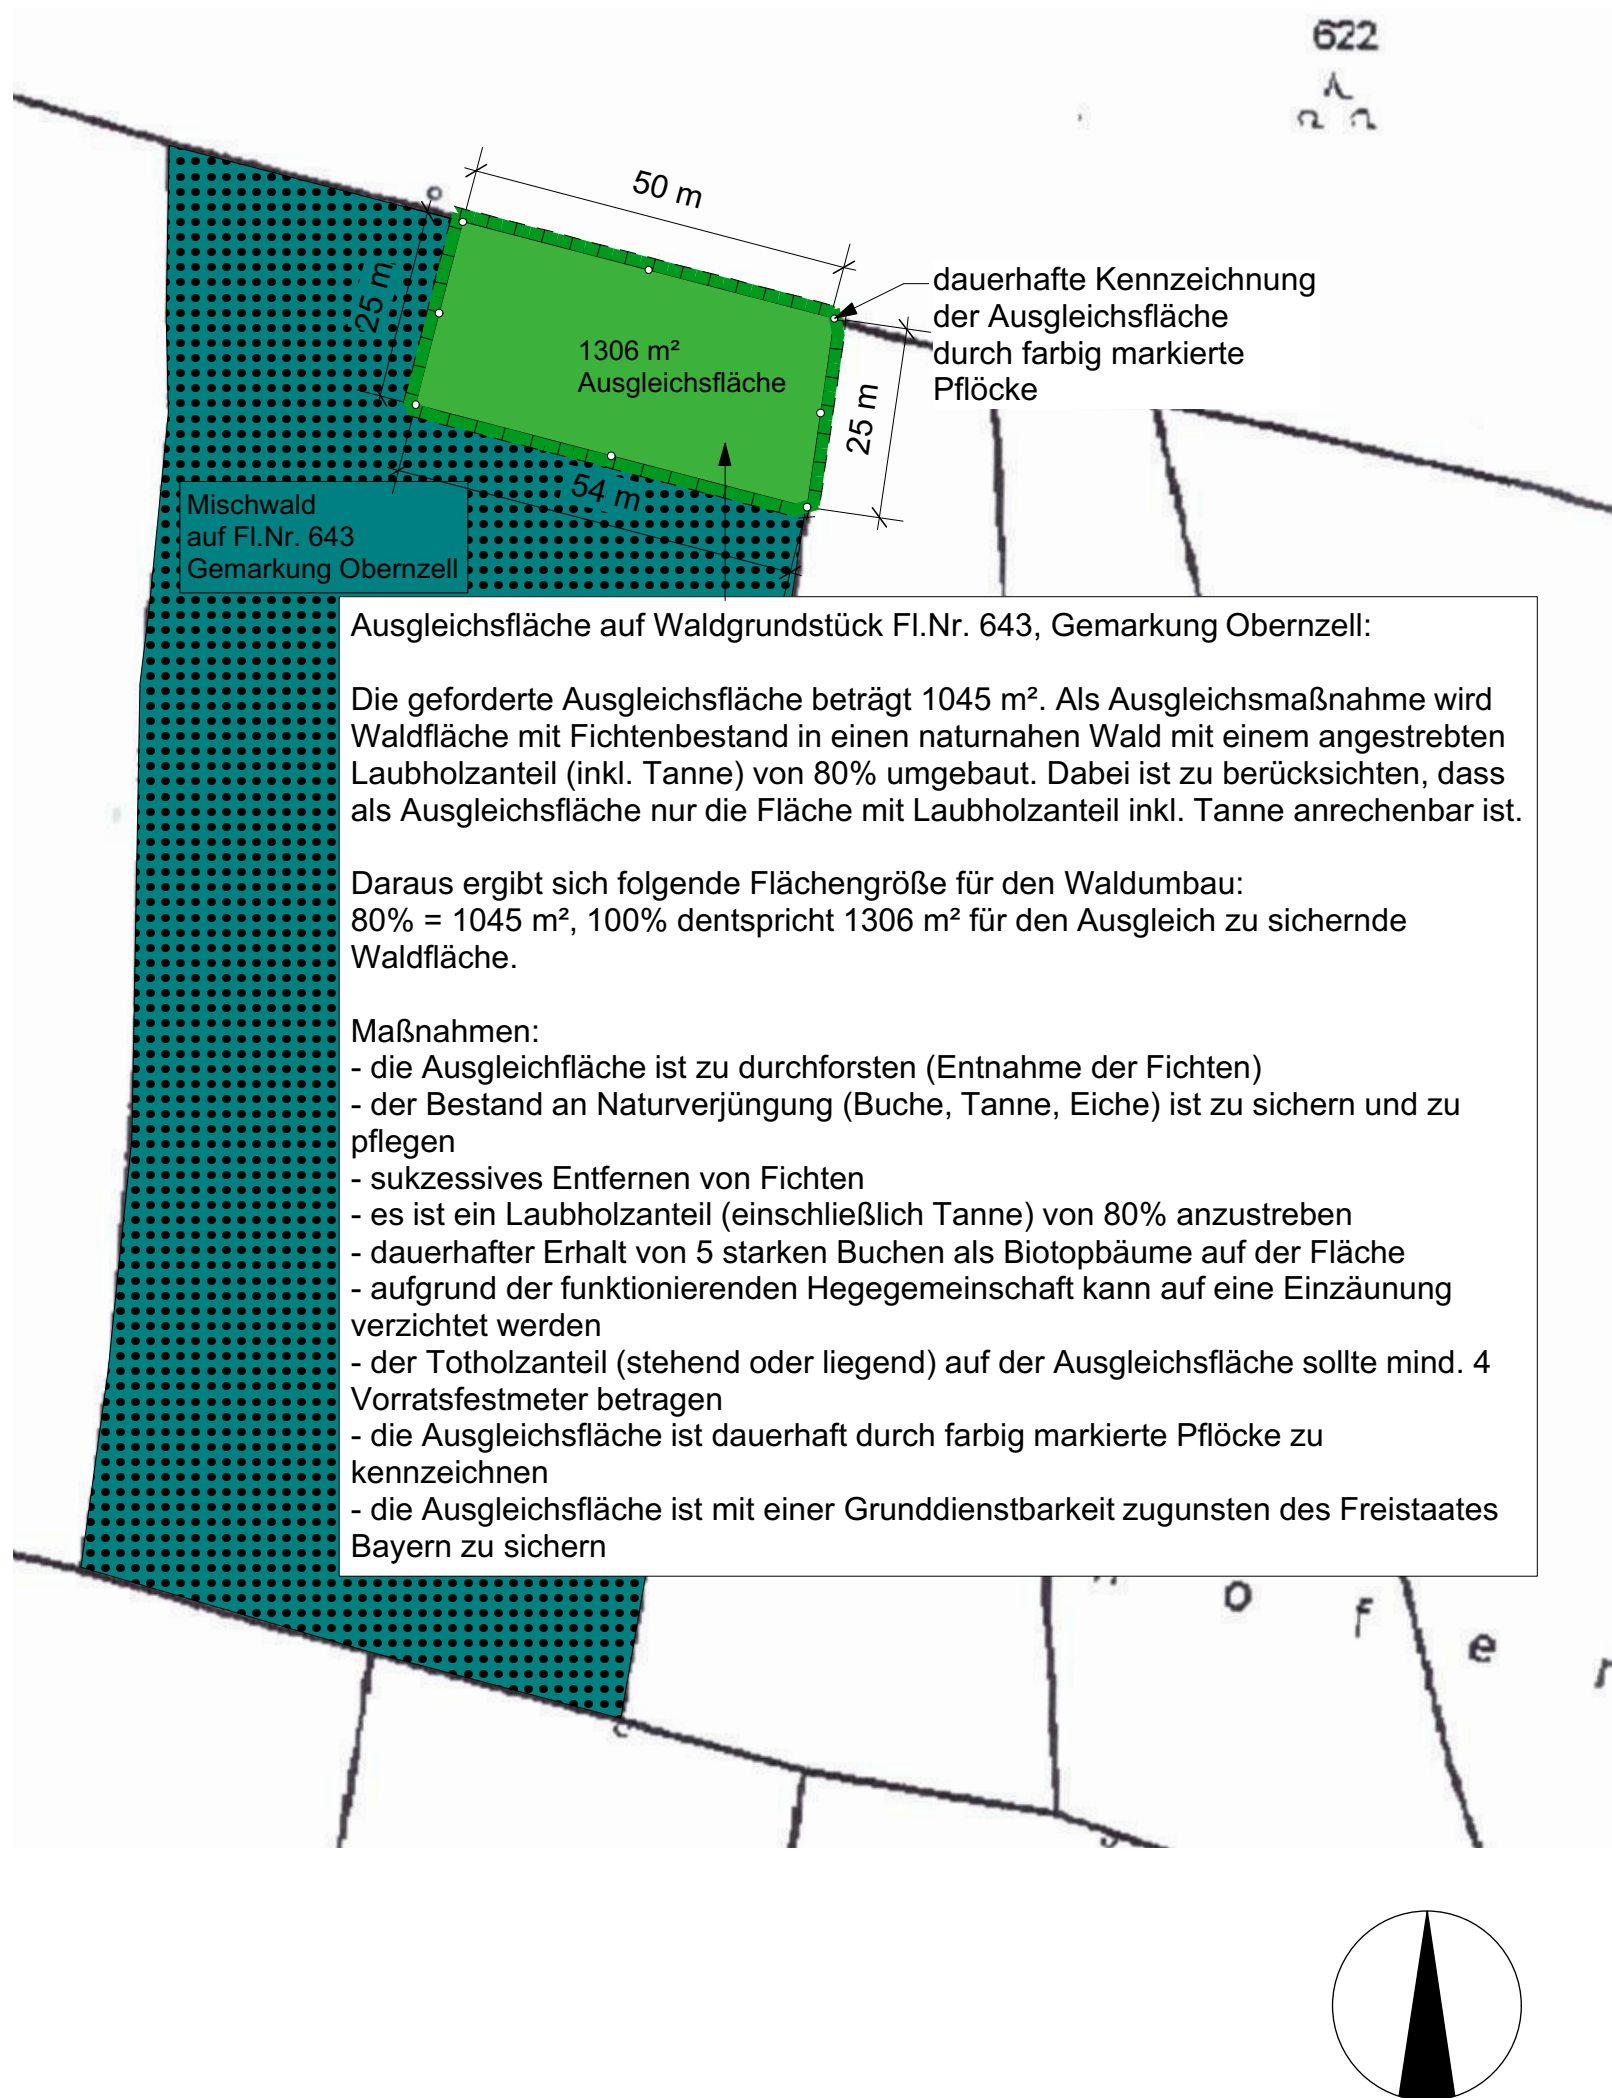 622
50 m
25 m
dauerhafte Kennzeichnung
der Ausgleichsfläche
durch farbig markierte
Pflöcke
1306 m²
Ausgleichsfläche
25 m
54 m
Mischwald
auf Fl.Nr. 643
Gemarkung Obernzell
Ausgleichsfläche auf Waldgrundstück Fl.Nr. 643, Gemarkung Obernzell:
Die geforderte Ausgleichsfläche beträgt 1045 m². Als Ausgleichsmaßnahme wird
Waldfläche mit Fichtenbestand in einen naturnahen Wald mit einem angestrebten
Laubholzanteil (inkl. Tanne) von 80% umgebaut. Dabei ist zu berücksichten, dass
als Ausgleichsfläche nur die Fläche mit Laubholzanteil inkl. Tanne anrechenbar ist.
Daraus ergibt sich folgende Flächengröße für den Waldumbau:
80% = 1045 m², 100% dentspricht 1306 m² für den Ausgleich zu sichernde
Waldfläche.
Maßnahmen:
- die Ausgleichfläche ist zu durchforsten (Entnahme der Fichten)
- der Bestand an Naturverjüngung (Buche, Tanne, Eiche) ist zu sichern und zu
pflegen
- sukzessives Entfernen von Fichten
- es ist ein Laubholzanteil (einschließlich Tanne) von 80% anzustreben
- dauerhafter Erhalt von 5 starken Buchen als Biotopbäume auf der Fläche
- aufgrund der funktionierenden Hegegemeinschaft kann auf eine Einzäunung
verzichtet werden
- der Totholzanteil (stehend oder liegend) auf der Ausgleichsfläche sollte mind. 4
Vorratsfestmeter betragen
- die Ausgleichsfläche ist dauerhaft durch farbig markierte Pflöcke zu
kennzeichnen
- die Ausgleichsfläche ist mit einer Grunddienstbarkeit zugunsten des Freistaates
Bayern zu sichern
o f e r